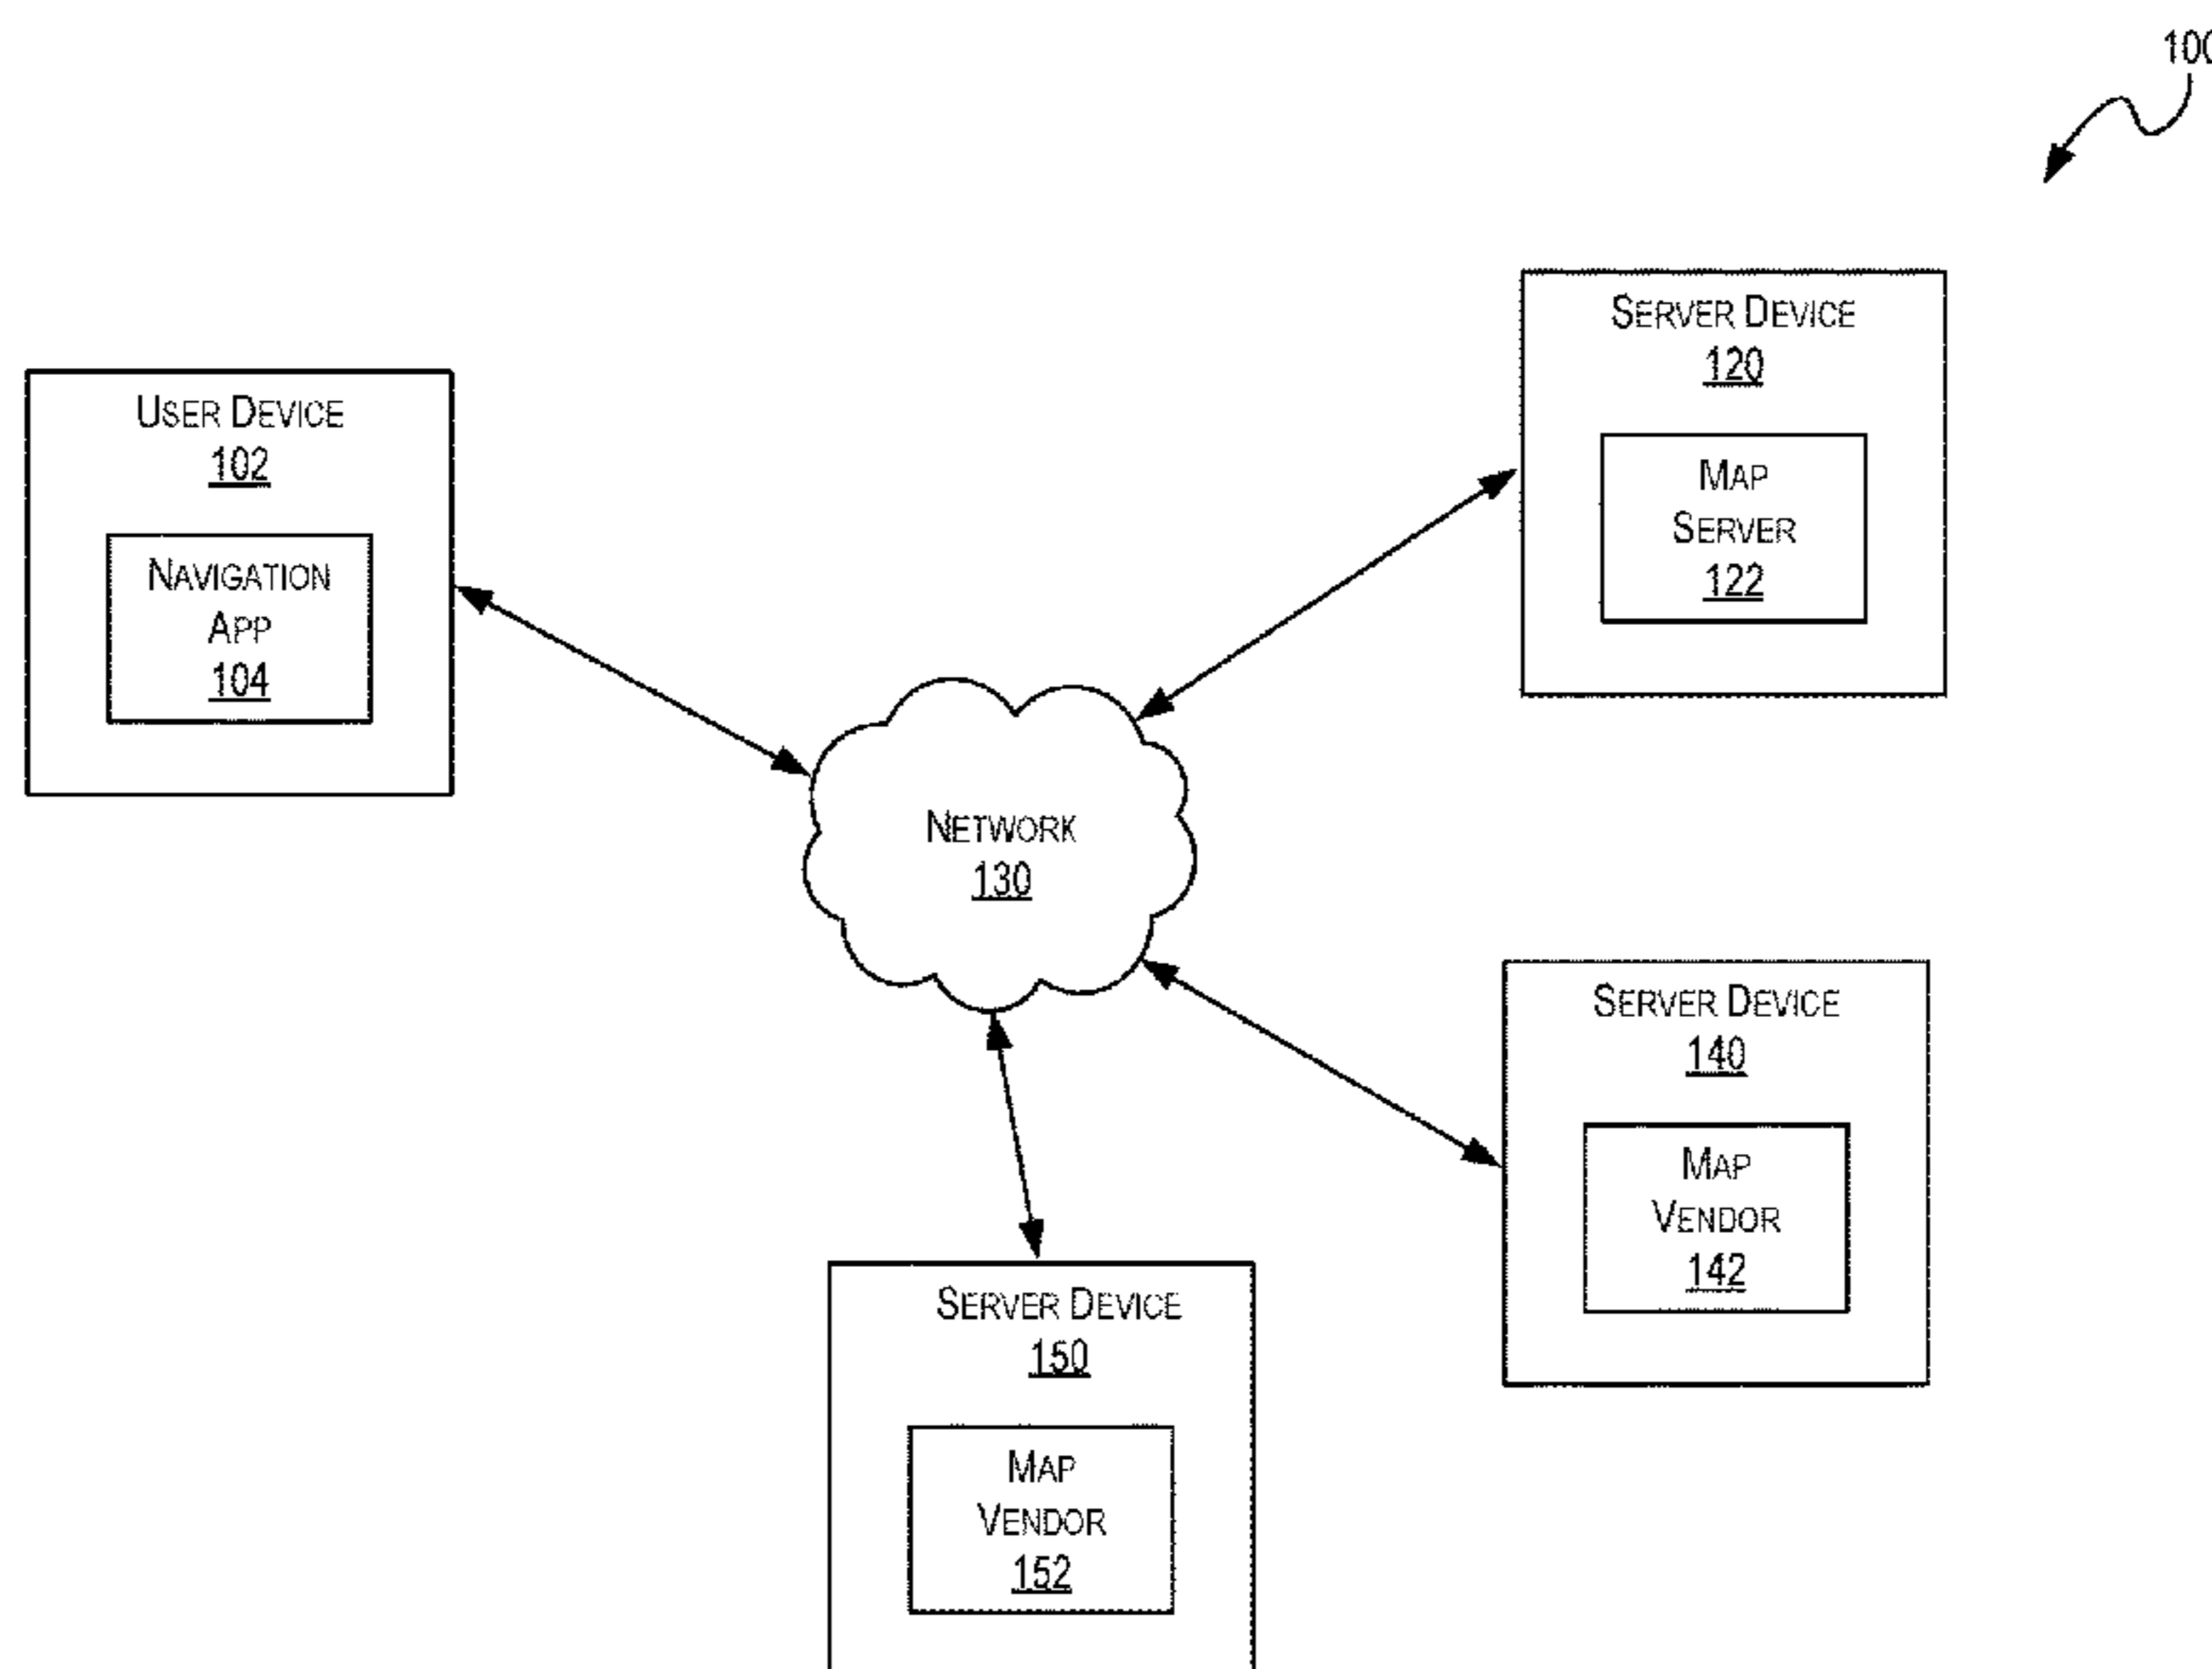 100
SERVER DEVICE
120
MAP
SERVER
122
USER DEVICE
102
NAVIGATION
APP
104
NETWORK
130
SERVER DEVICE
140
MAP
VENDOR
142
SERVER DEVICE
150
MAP
VENDOR
152